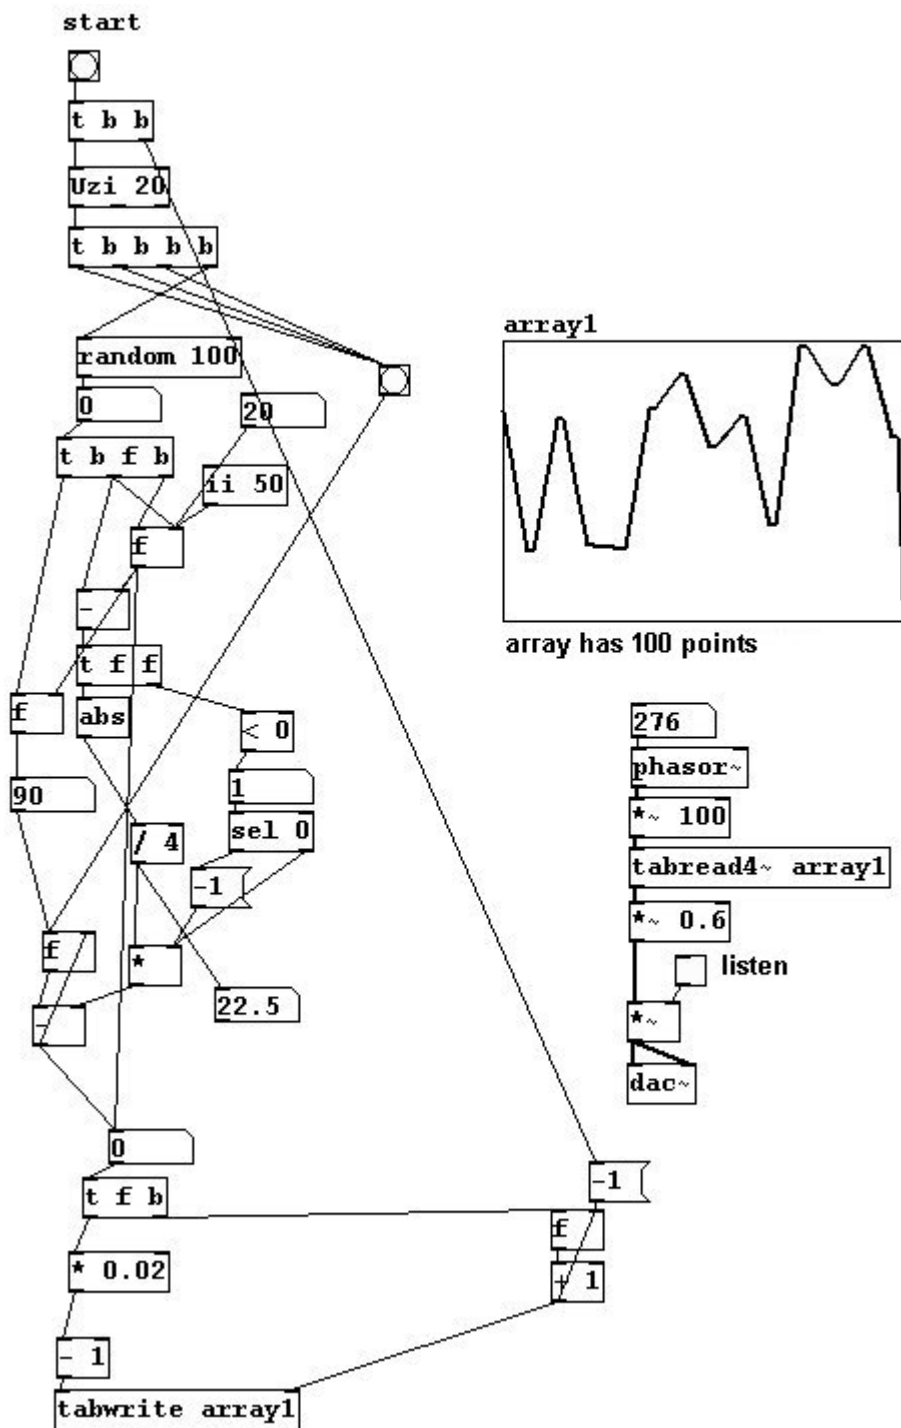 start
t b b
Uzi 20
t b b b b
random 100
0
20
t b f b
ii 50
f
-
t f f
f
abs
< 0
90
1
/ 4
sel 0
-1
f
*
22.5
-
0
t f b
-1
f
* 0.02
+ 1
- 1
tabwrite array1
array1
array has 100 points
276
phasor~
*~ 100
tabread4~ array1
*~ 0.6
listen
*~
dac~